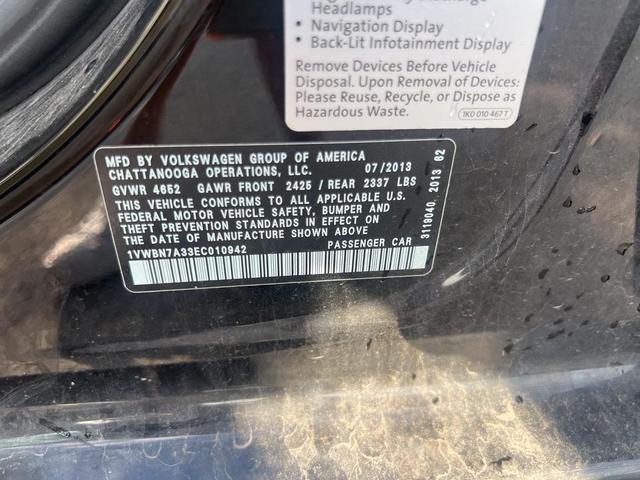 Headlamps
• Navigation Display
• Back-Lit Infotainment Display
Remove Devices Before Vehicle
Disposal. Upon Removal of Devices:
Please Reuse, Recycle, or Dispose as
Hazardous Waste.
1K0 010 467 T
MFD BY VOLKSWAGEN GROUP OF AMERICA
CHATTANOOGA OPERATIONS, LLC. 07/2013
GVWR 4652 GAWR FRONT 2425 / REAR 2337 LBS
THIS VEHICLE CONFORMS TO ALL APPLICABLE U.S.
FEDERAL MOTOR VEHICLE SAFETY, BUMPER AND
THEFT PREVENTION STANDARDS IN EFFECT ON
THE DATE OF MANUFACTURE SHOWN ABOVE
1VWBN7A33EC010942 PASSENGER CAR
3119040, 2013 62